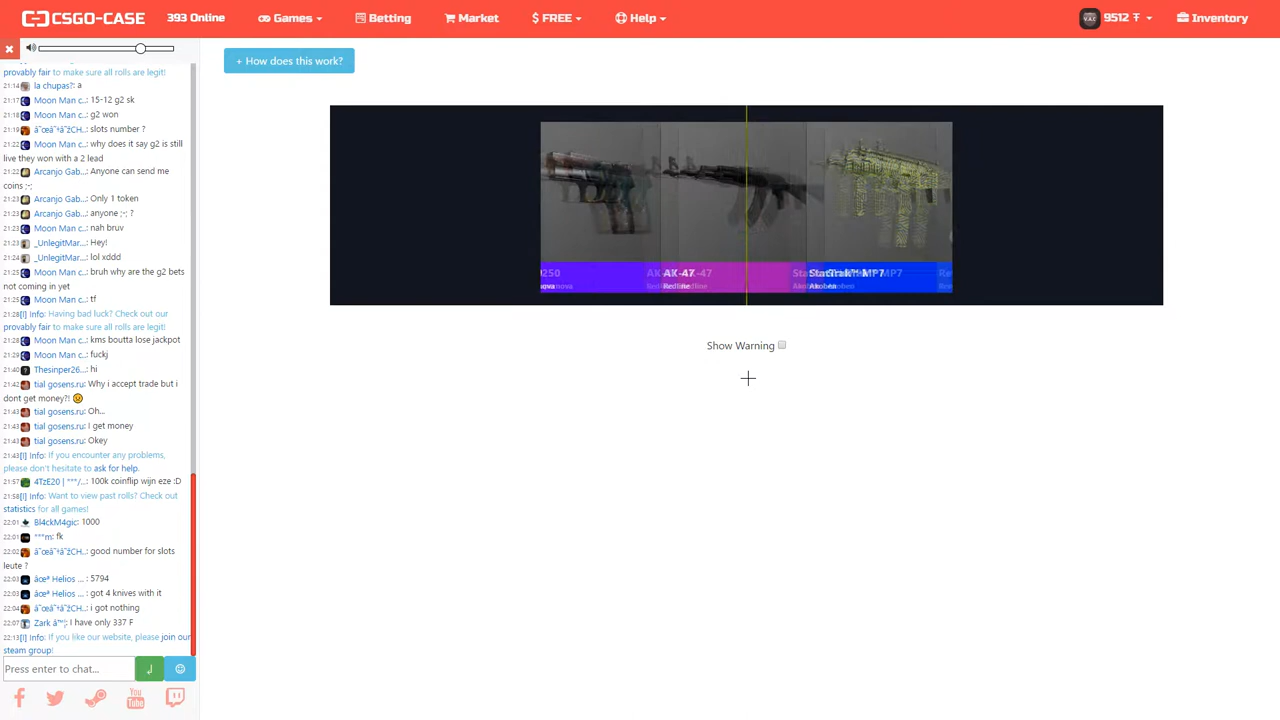 CSGO-CASE
393 Online
Games
Betting
Market
$ FREE
Help
9512 Ŧ
Inventory
+ How does this work?
provably fair to make sure all rolls are legit!
21:14 la chupas?: a
21:17 Moon Man c..: 15-12 g2 sk
21:18 Moon Man c..: g2 won
21:19 â˜œâ˜†â˜žCH..: slots number ?
21:22 Moon Man c..: why does it say g2 is still
live they won with a 2 lead
21:22 Arcanjo Gab...: Anyone can send me
coins ;-;
21:23 Arcanjo Gab...: Only 1 token
21:23 Arcanjo Gab...: anyone ;-; ?
21:23 Moon Man c..: nah bruv
21:23 _UnlegitMar...: Hey!
21:24 _UnlegitMar...: lol xddd
21:25 Moon Man c..: bruh why are the g2 bets
not coming in yet
21:25 Moon Man c..: tf
21:28[!] Info: Having bad luck? Check out our
provably fair to make sure all rolls are legit!
21:28 Moon Man c..: kms boutta lose jackpot
21:29 Moon Man c..: fuckj
21:40 Thesinper26...: hi
21:42 tial gosens.ru: Why i accept trade but i
dont get money?!
21:43 tial gosens.ru: Oh...
21:43 tial gosens.ru: I get money
21:43 tial gosens.ru: Okey
21:43[!] Info: If you encounter any problems,
please don't hesitate to ask for help.
21:57 4TzE20 | ***/...: 100k coinflip wijn eze :D
21:58[!] Info: Want to view past rolls? Check out
statistics for all games!
22:01 Bl4ckM4gic: 1000
22:01 ***m: fk
22:02 â˜œâ˜†â˜žCH..: good number for slots
leute ?
22:03 âœª Helios ... : 5794
22:03 âœª Helios ... : got 4 knives with it
22:04 â˜œâ˜†â˜žCH..: i got nothing
22:07 Zark â™¦: I have only 337 F
22:13[!] Info: If you like our website, please join our
steam group!
Press enter to chat...
AK-47
Redline
StatTrak™ MP7
Akoben
Show Warning